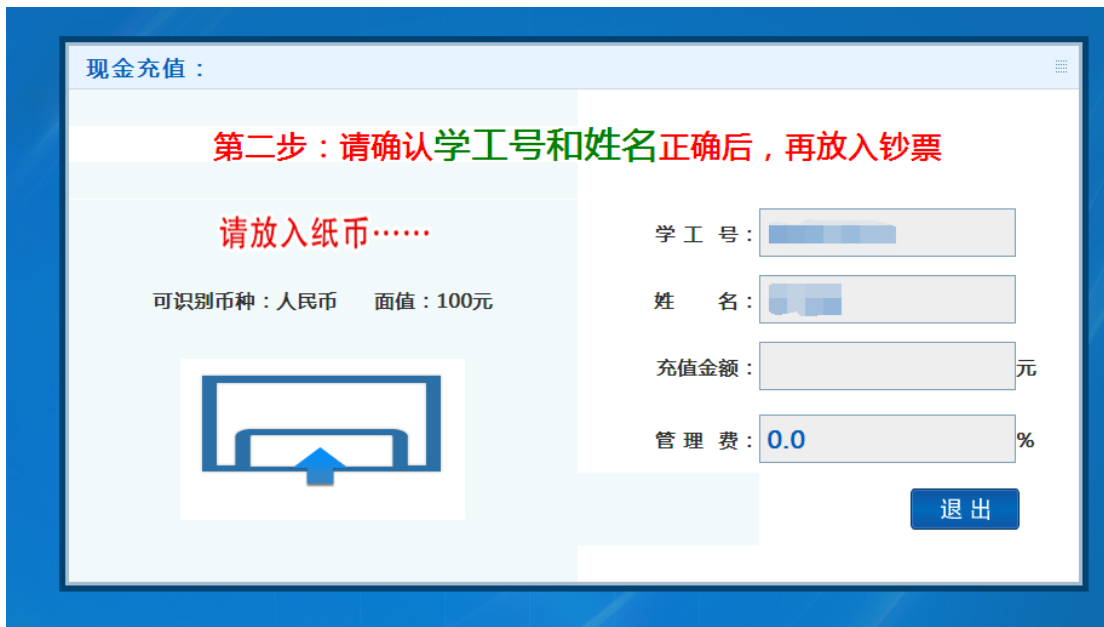 现金充值：
第二步：请确认学工号和姓名正确后，再放入钞票
请放入纸币……
可识别币种：人民币 面值：100元
学工 号：
姓 名：
充值金额： 元
管理 费： 0.0 %
退出